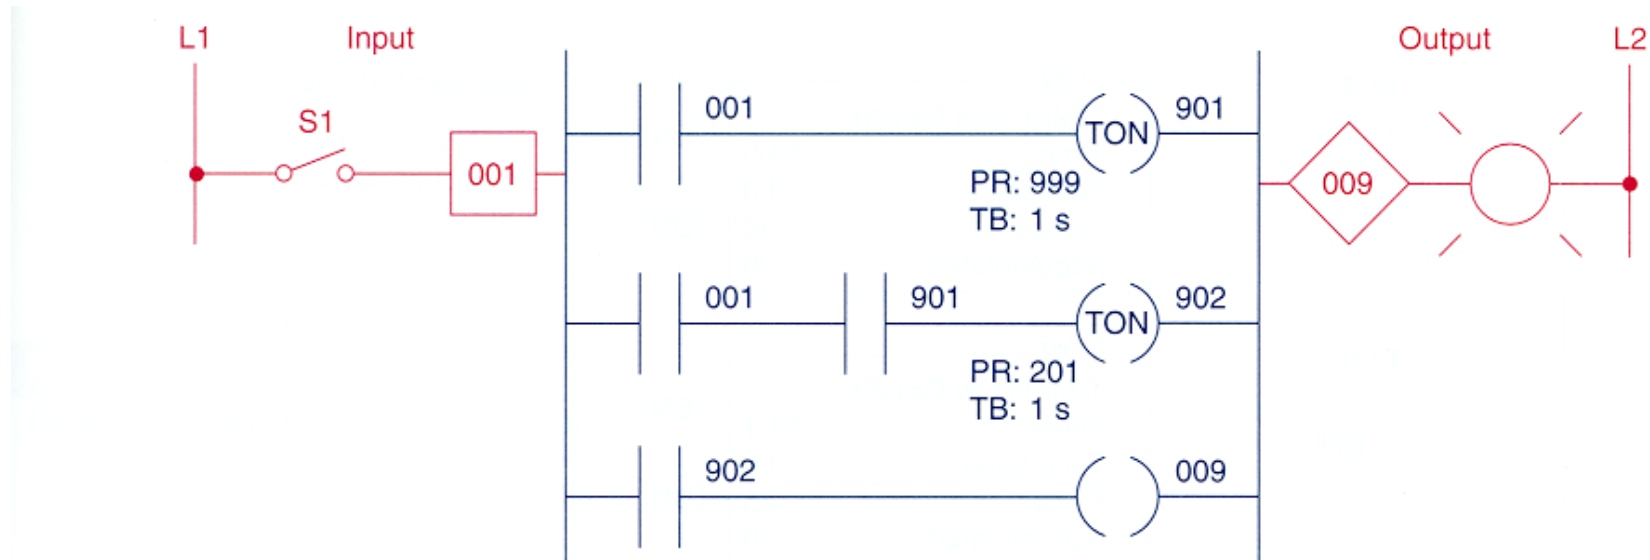 L1 Input Output L2
S1
001
001 901
TON
PR: 999
TB: 1 s
009
001 901 902
TON
PR: 201
TB: 1 s
902 009